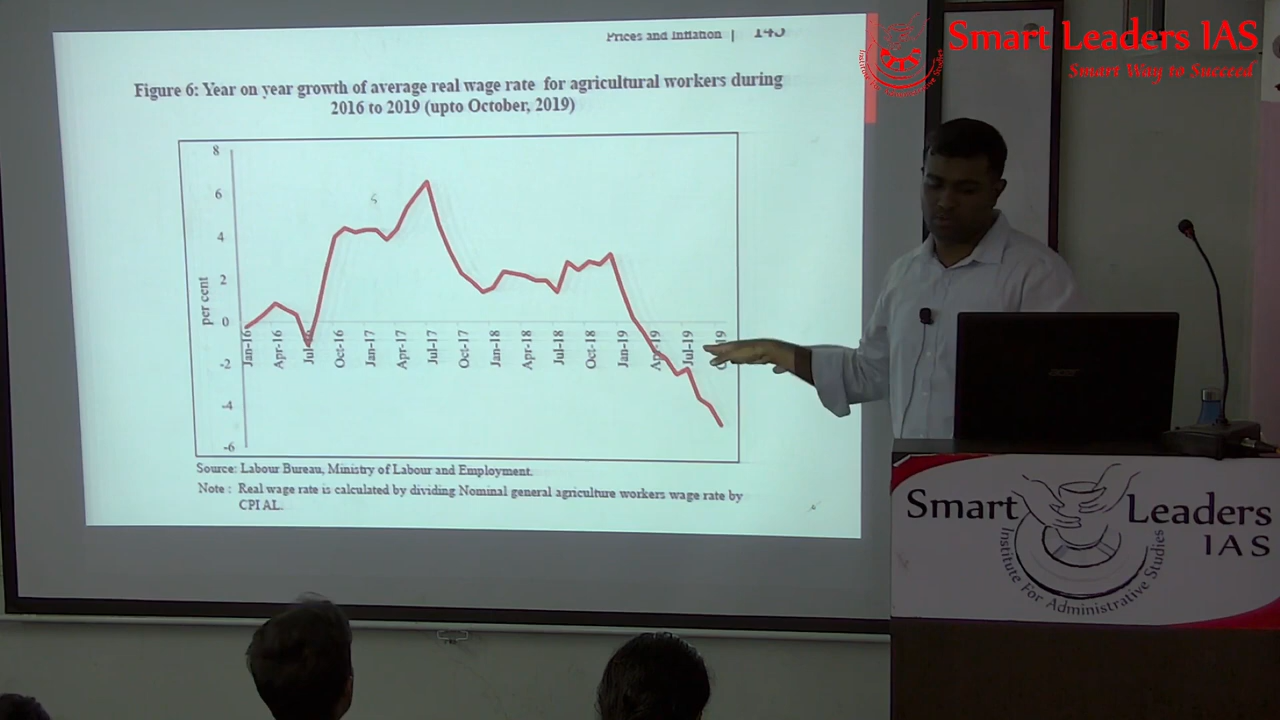 Prices and Inflation | 145
Smart Leaders IAS
Smart Way to Succeed
Figure 6: Year on year growth of average real wage rate for agricultural workers during
2016 to 2019 (upto October, 2019)
8
6
4
2
0
-2
-4
-6
per cent
Jan-16
Apr-16
Oct-16
Jan-17
Apr-17
Jul-17
Oct-17
Jan-18
Apr-18
Jul-18
Oct-18
Jan-19
Apr-19
Jul-19
Source: Labour Bureau, Ministry of Labour and Employment.
Note : Real wage rate is calculated by dividing Nominal general agriculture workers wage rate by
CPI AL.
acer
Smart Leaders
IAS
Institute For Administrative Studies